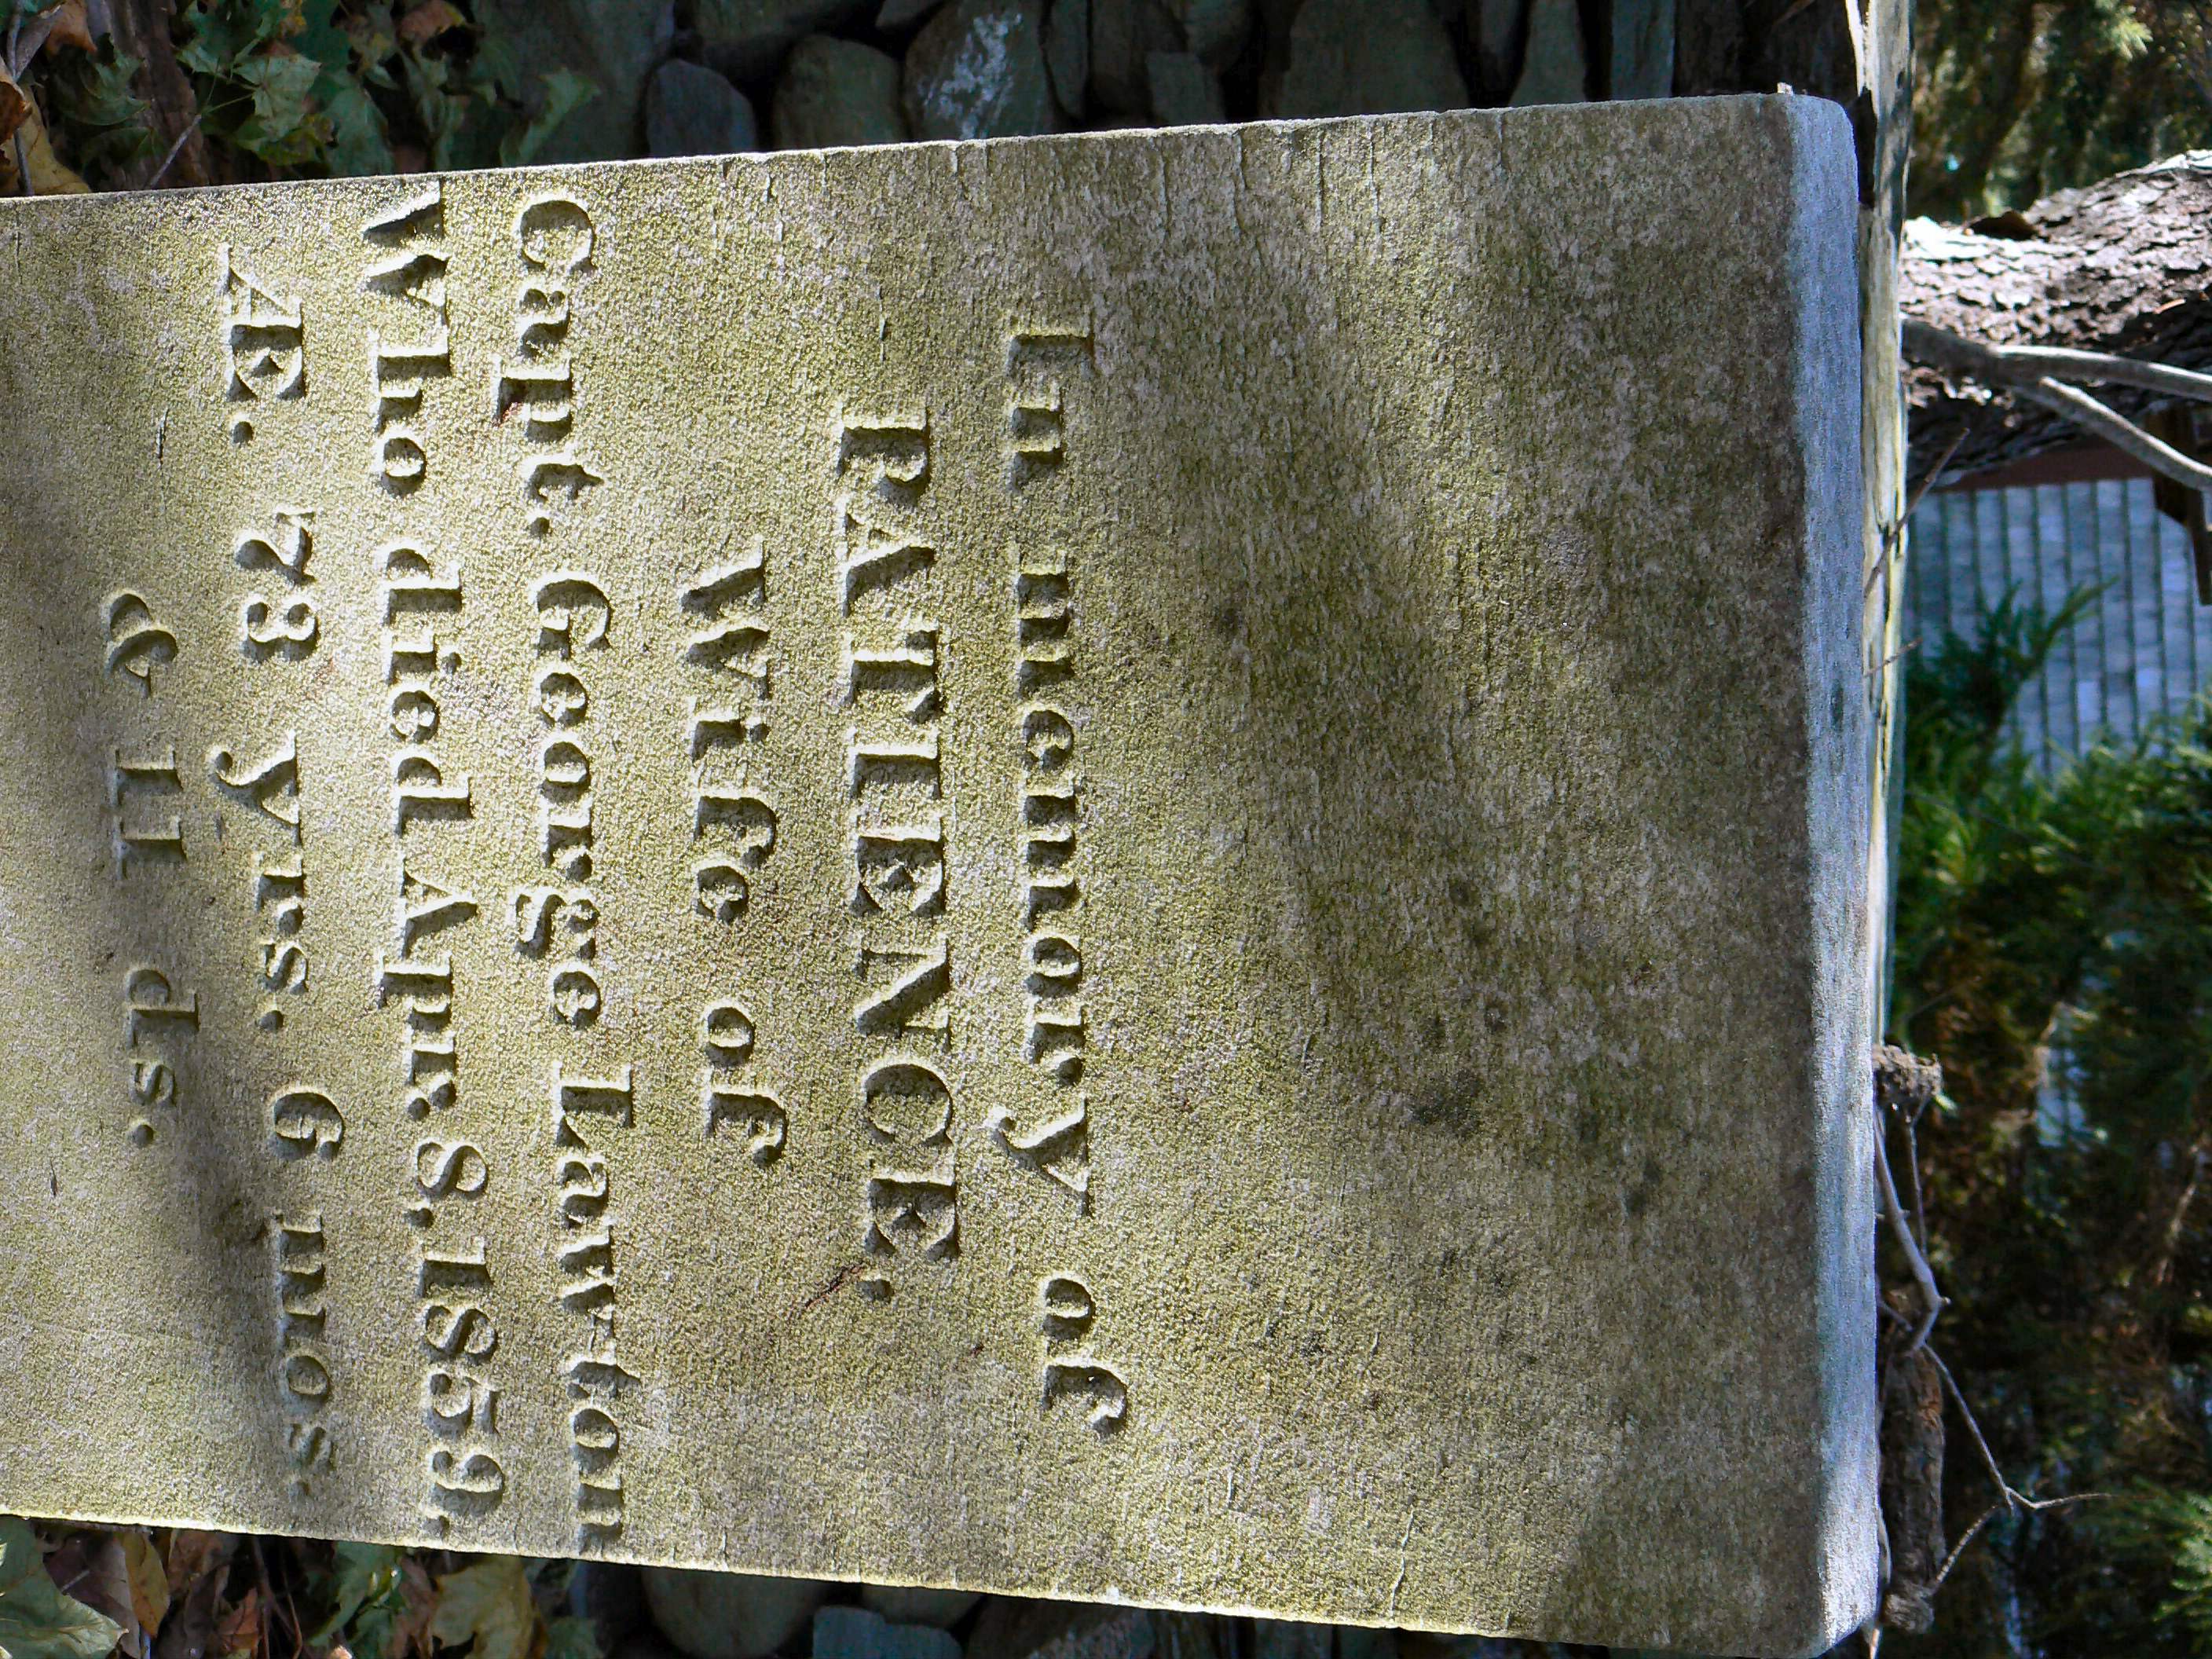 In memory of
PATIENCE.
Wife of
Capt. George Lawton
Who died Apr. 8. 1859,
Æ. 73 Yrs. 6 mos.
& 11 ds.